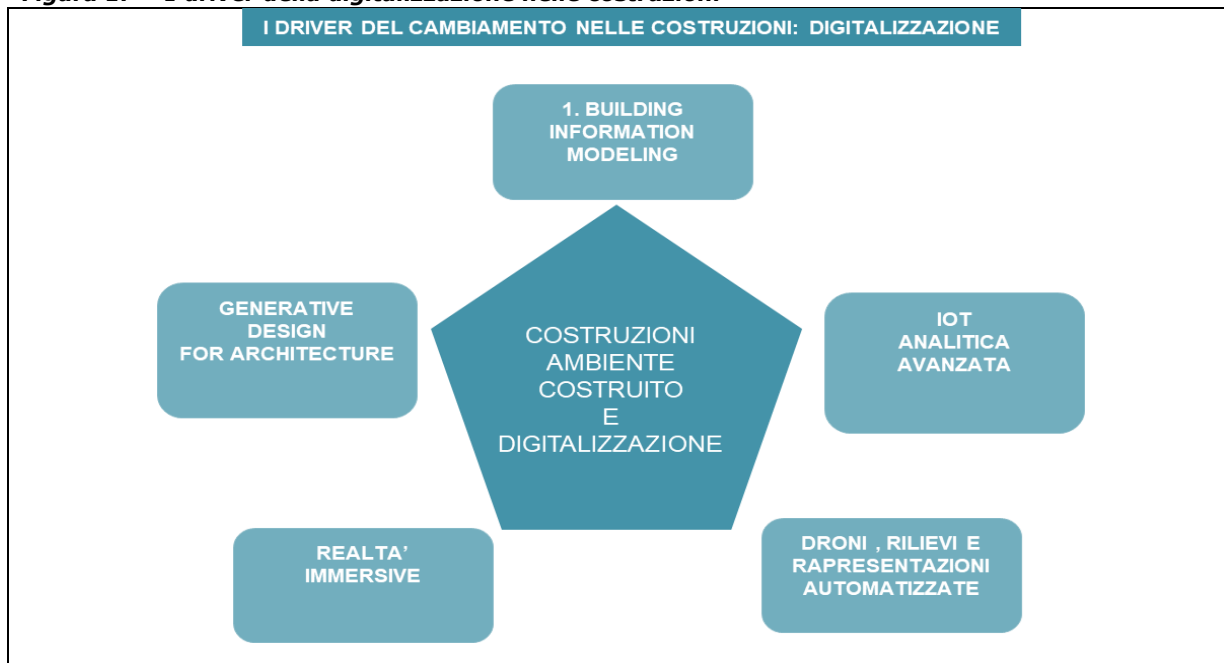 I DRIVER DEL CAMBIAMENTO NELLE COSTRUZIONI: DIGITALIZZAZIONE
1. BUILDING
INFORMATION
MODELING
GENERATIVE
DESIGN
FOR ARCHITECTURE
COSTRUZIONI
AMBIENTE
COSTRUITO
E
DIGITALIZZAZIONE
IOT
ANALITICA
AVANZATA
REALTA’
IMMERSIVE
DRONI , RILIEVI E
RAPRESENTAZIONI
AUTOMATIZZATE